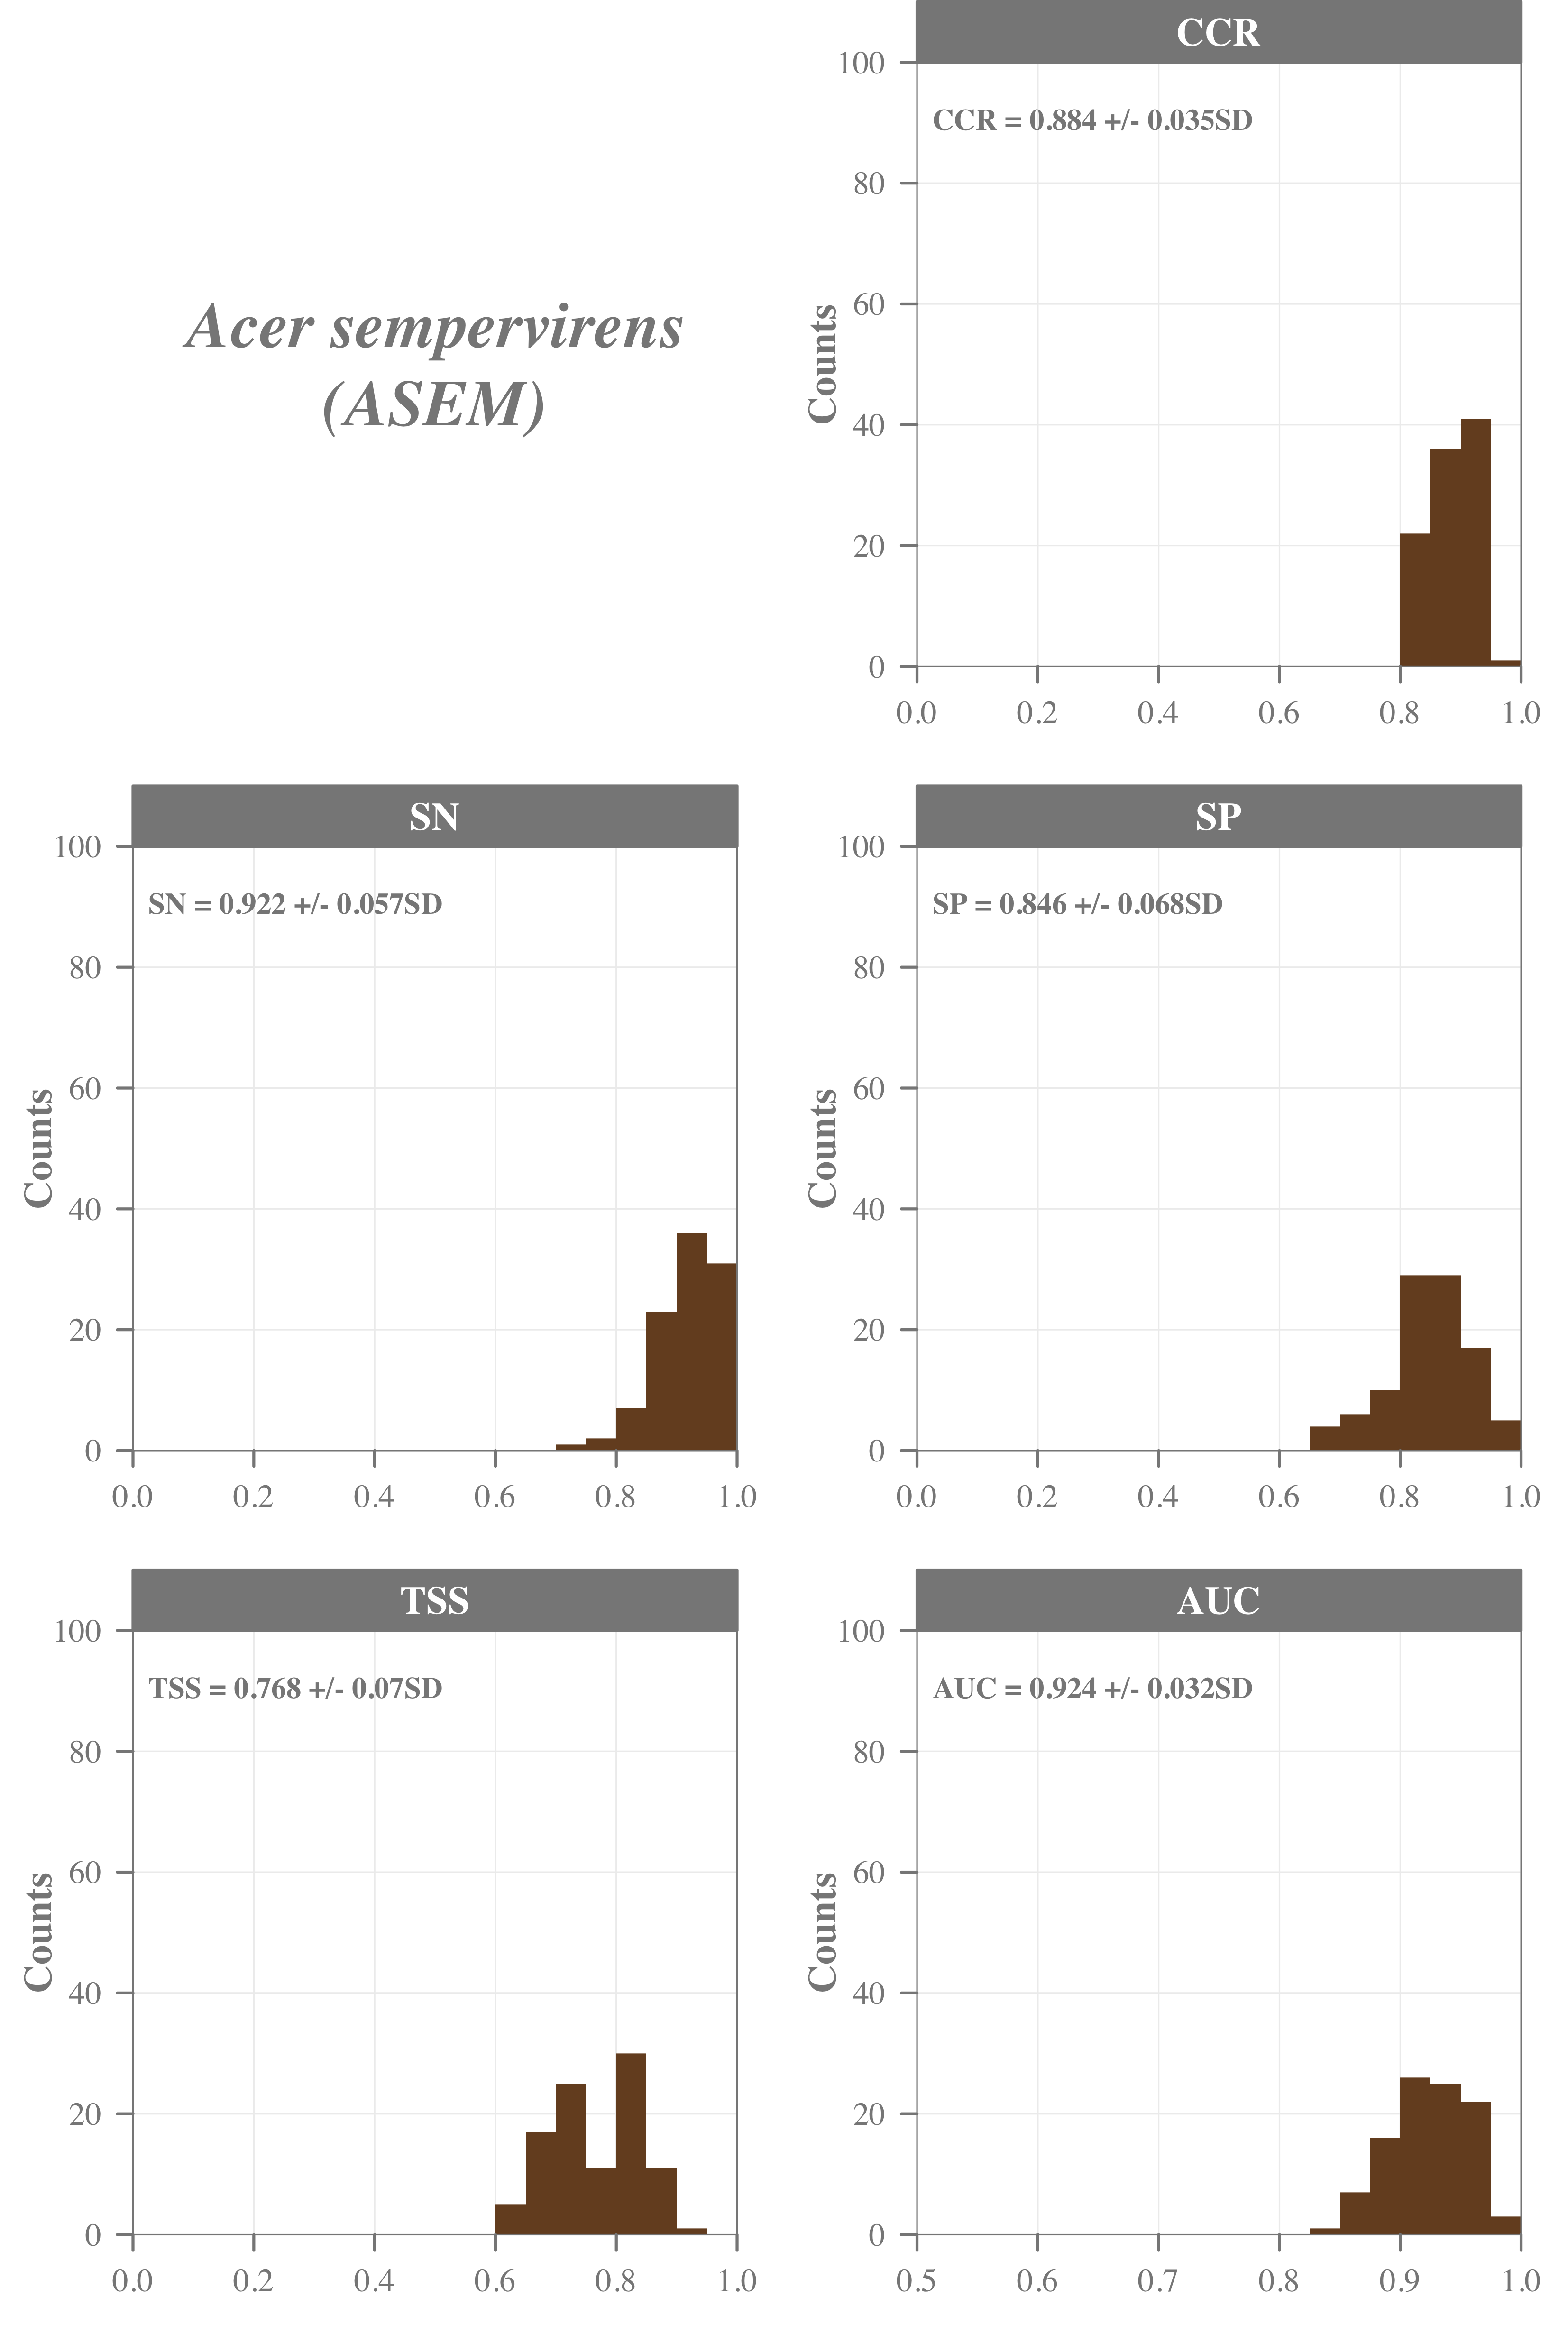 Acer sempervirens
(ASEM)
CCR
CCR = 0.884 +/- 0.035SD
Counts
100
80
60
40
20
0
0.0 0.2 0.4 0.6 0.8 1.0
SN
SN = 0.922 +/- 0.057SD
Counts
100
80
60
40
20
0
0.0 0.2 0.4 0.6 0.8 1.0
SP
SP = 0.846 +/- 0.068SD
Counts
100
80
60
40
20
0
0.0 0.2 0.4 0.6 0.8 1.0
TSS
TSS = 0.768 +/- 0.07SD
Counts
100
80
60
40
20
0
0.0 0.2 0.4 0.6 0.8 1.0
AUC
AUC = 0.924 +/- 0.032SD
Counts
100
80
60
40
20
0
0.5 0.6 0.7 0.8 0.9 1.0